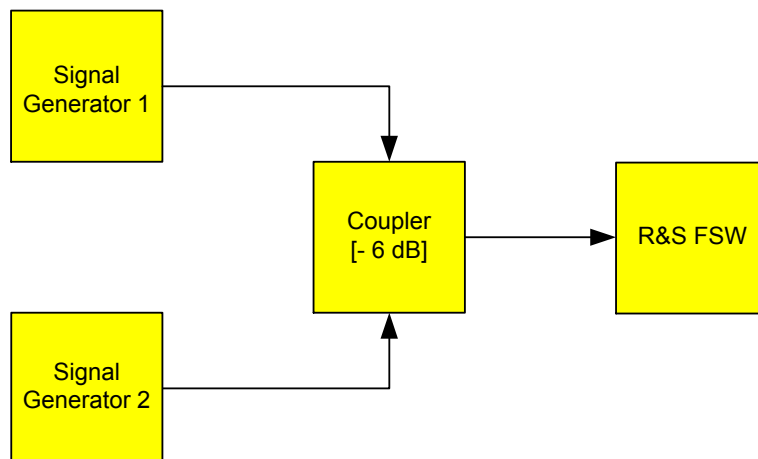 Signal
Generator 1
Coupler
[- 6 dB]
R&S FSW
Signal
Generator 2